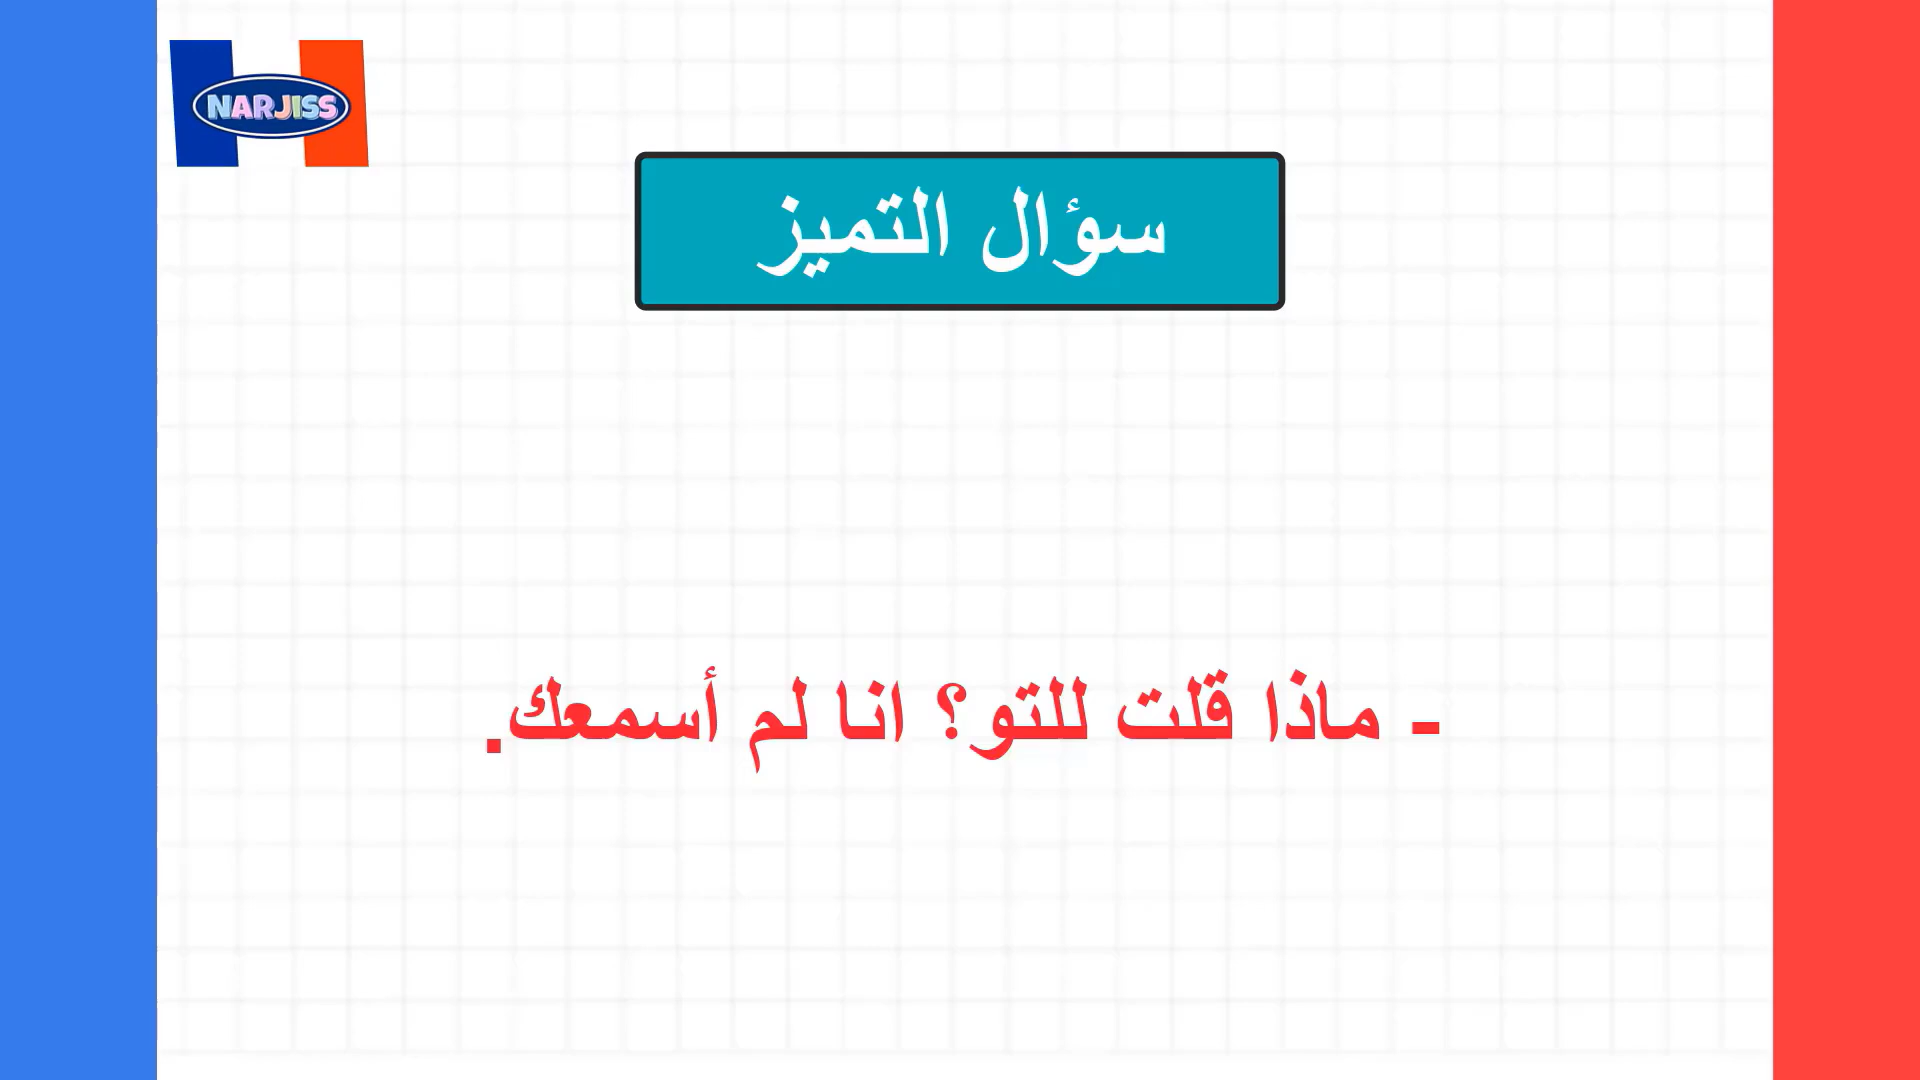 NARJISS
سؤال التميز
- ماذا قلت للتو؟ انا لم أسمعك.